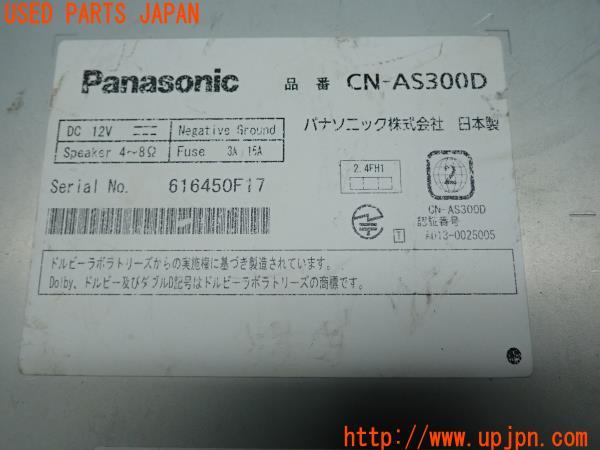 USED PARTS JAPAN
Panasonic 品番 CN-AS300D
DC 12V Negative Ground
Speaker 4~8Ω Fuse 3A 15A
パナソニック株式会社 日本製
Serial No. 616450F17
2.4FH1
2
CN-AS300D
認証番号
T AD13-0025005
ドルビーラボラトリーズからの実施権に基づき製造されています。
Dolby、ドルビー及びダブルD記号はドルビーラボラトリーズの商標です。
http://www.upjpn.com